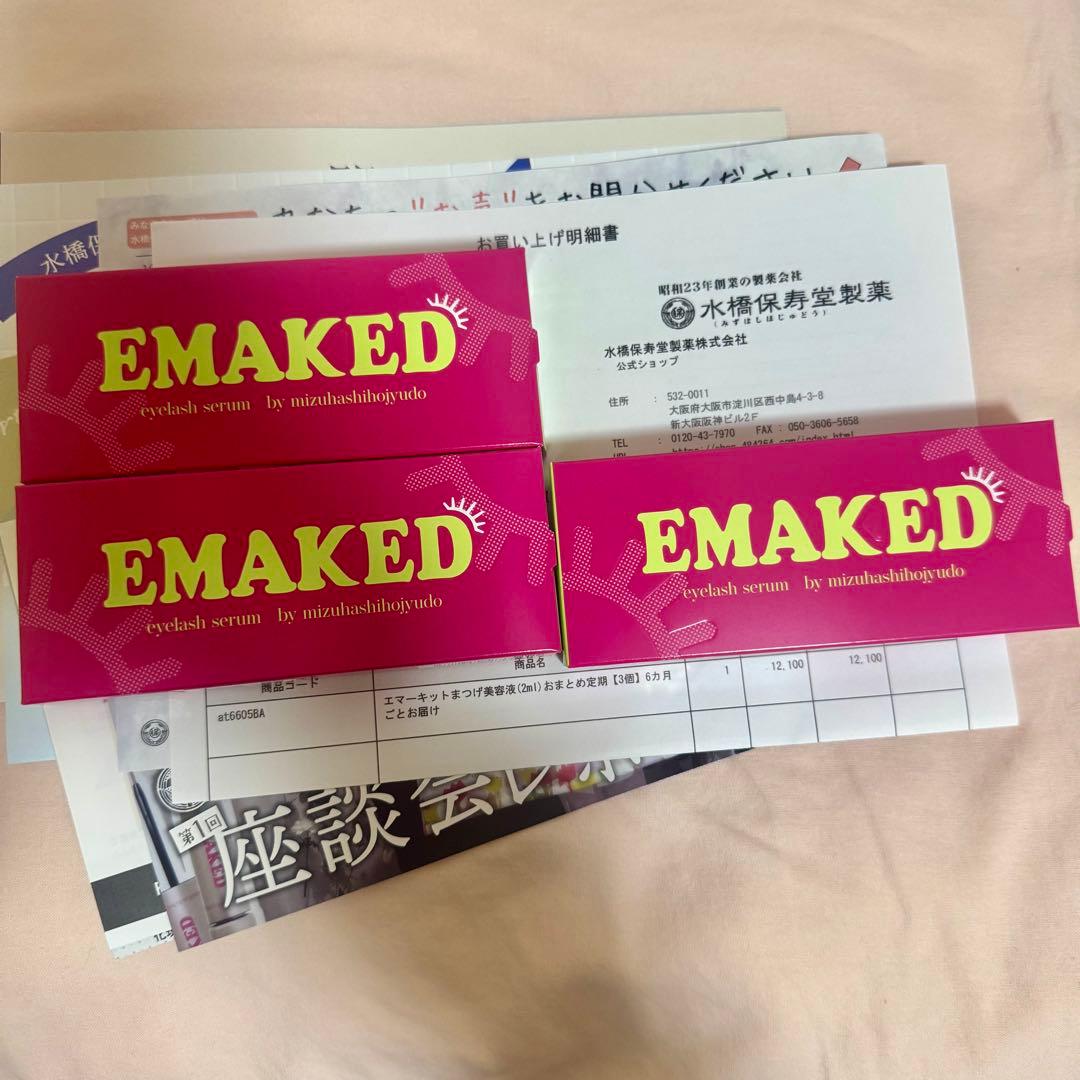 お買い上げ明細書
昭和23年創業の製薬会社
水橋保寿堂製薬
(みずほしほじゅどう)
水橋保寿堂製薬株式会社
公式ショップ
住所 : 532-0011
大阪府大阪市淀川区西中島4-3-8
新大阪阪神ビル2F
TEL : 0120-43-7970 FAX : 050-3606-5658
水橋保
EMAKED
eyelash serum by mizuhashihojyudo
EMAKED
eyelash serum by mizuhashihojyudo
EMAKED
eyelash serum by mizuhashihojyudo
商品コード 商品名
at6605BA エマーキットまつげ美容液(2ml)おまとめ定期【3個】6カ月 1 12,100 12,100
ごとお届け
第1回
座談会レポ